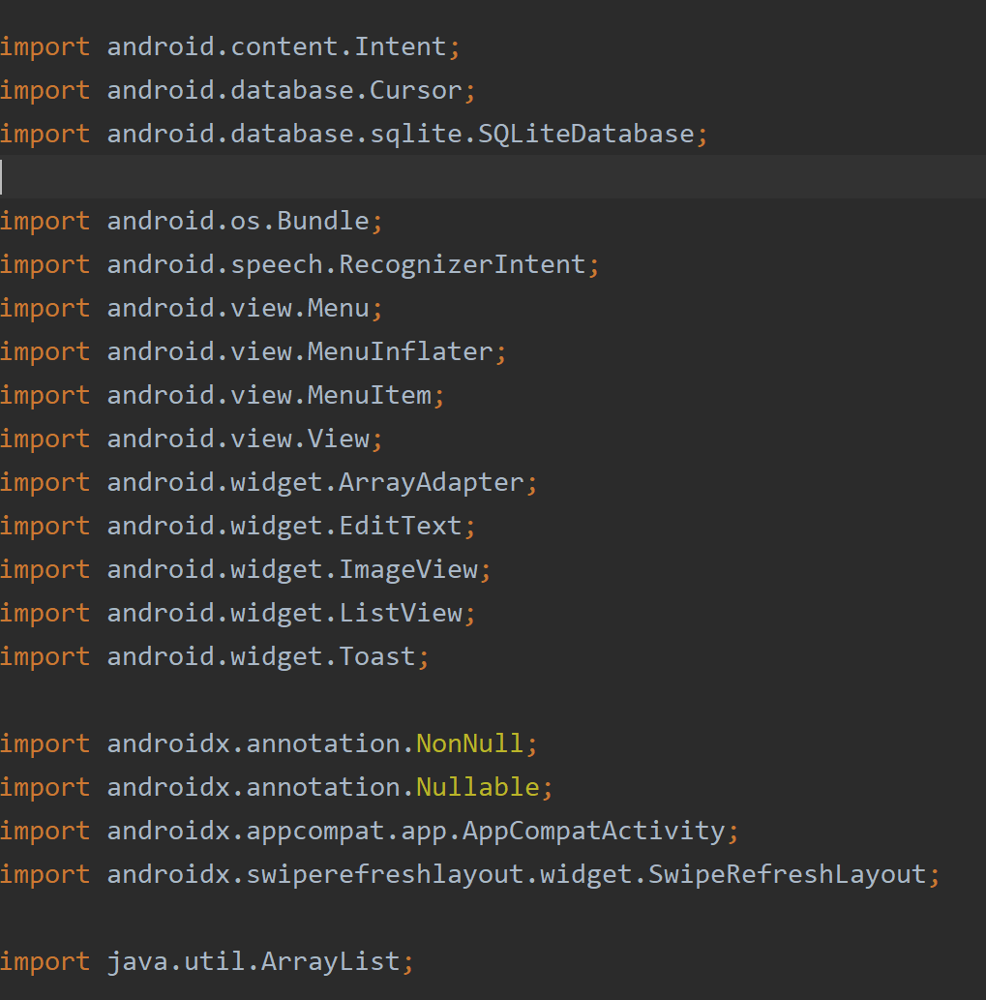 import android.content.Intent;
import android.database.Cursor;
import android.database.sqlite.SQLiteDatabase;
import android.os.Bundle;
import android.speech.RecognizerIntent;
import android.view.Menu;
import android.view.MenuInflater;
import android.view.MenuItem;
import android.view.View;
import android.widget.ArrayAdapter;
import android.widget.EditText;
import android.widget.ImageView;
import android.widget.ListView;
import android.widget.Toast;
import androidx.annotation.NonNull;
import androidx.annotation.Nullable;
import androidx.appcompat.app.AppCompatActivity;
import androidx.swiperefreshlayout.widget.SwipeRefreshLayout;
import java.util.ArrayList;